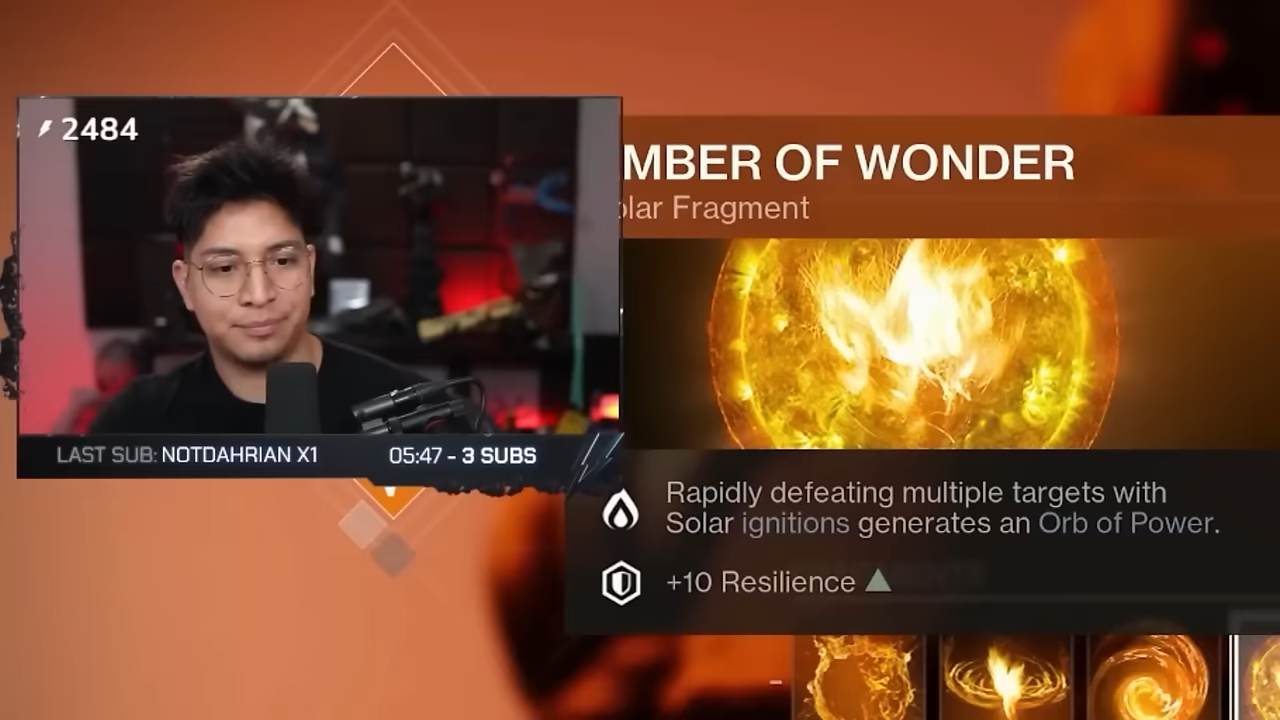 2484
MBER OF WONDER
olar Fragment
LAST SUB: NOTDAHRIAN X1
05:47 - 3 SUBS
Rapidly defeating multiple targets with
Solar ignitions generates an Orb of Power.
+10 Resilience